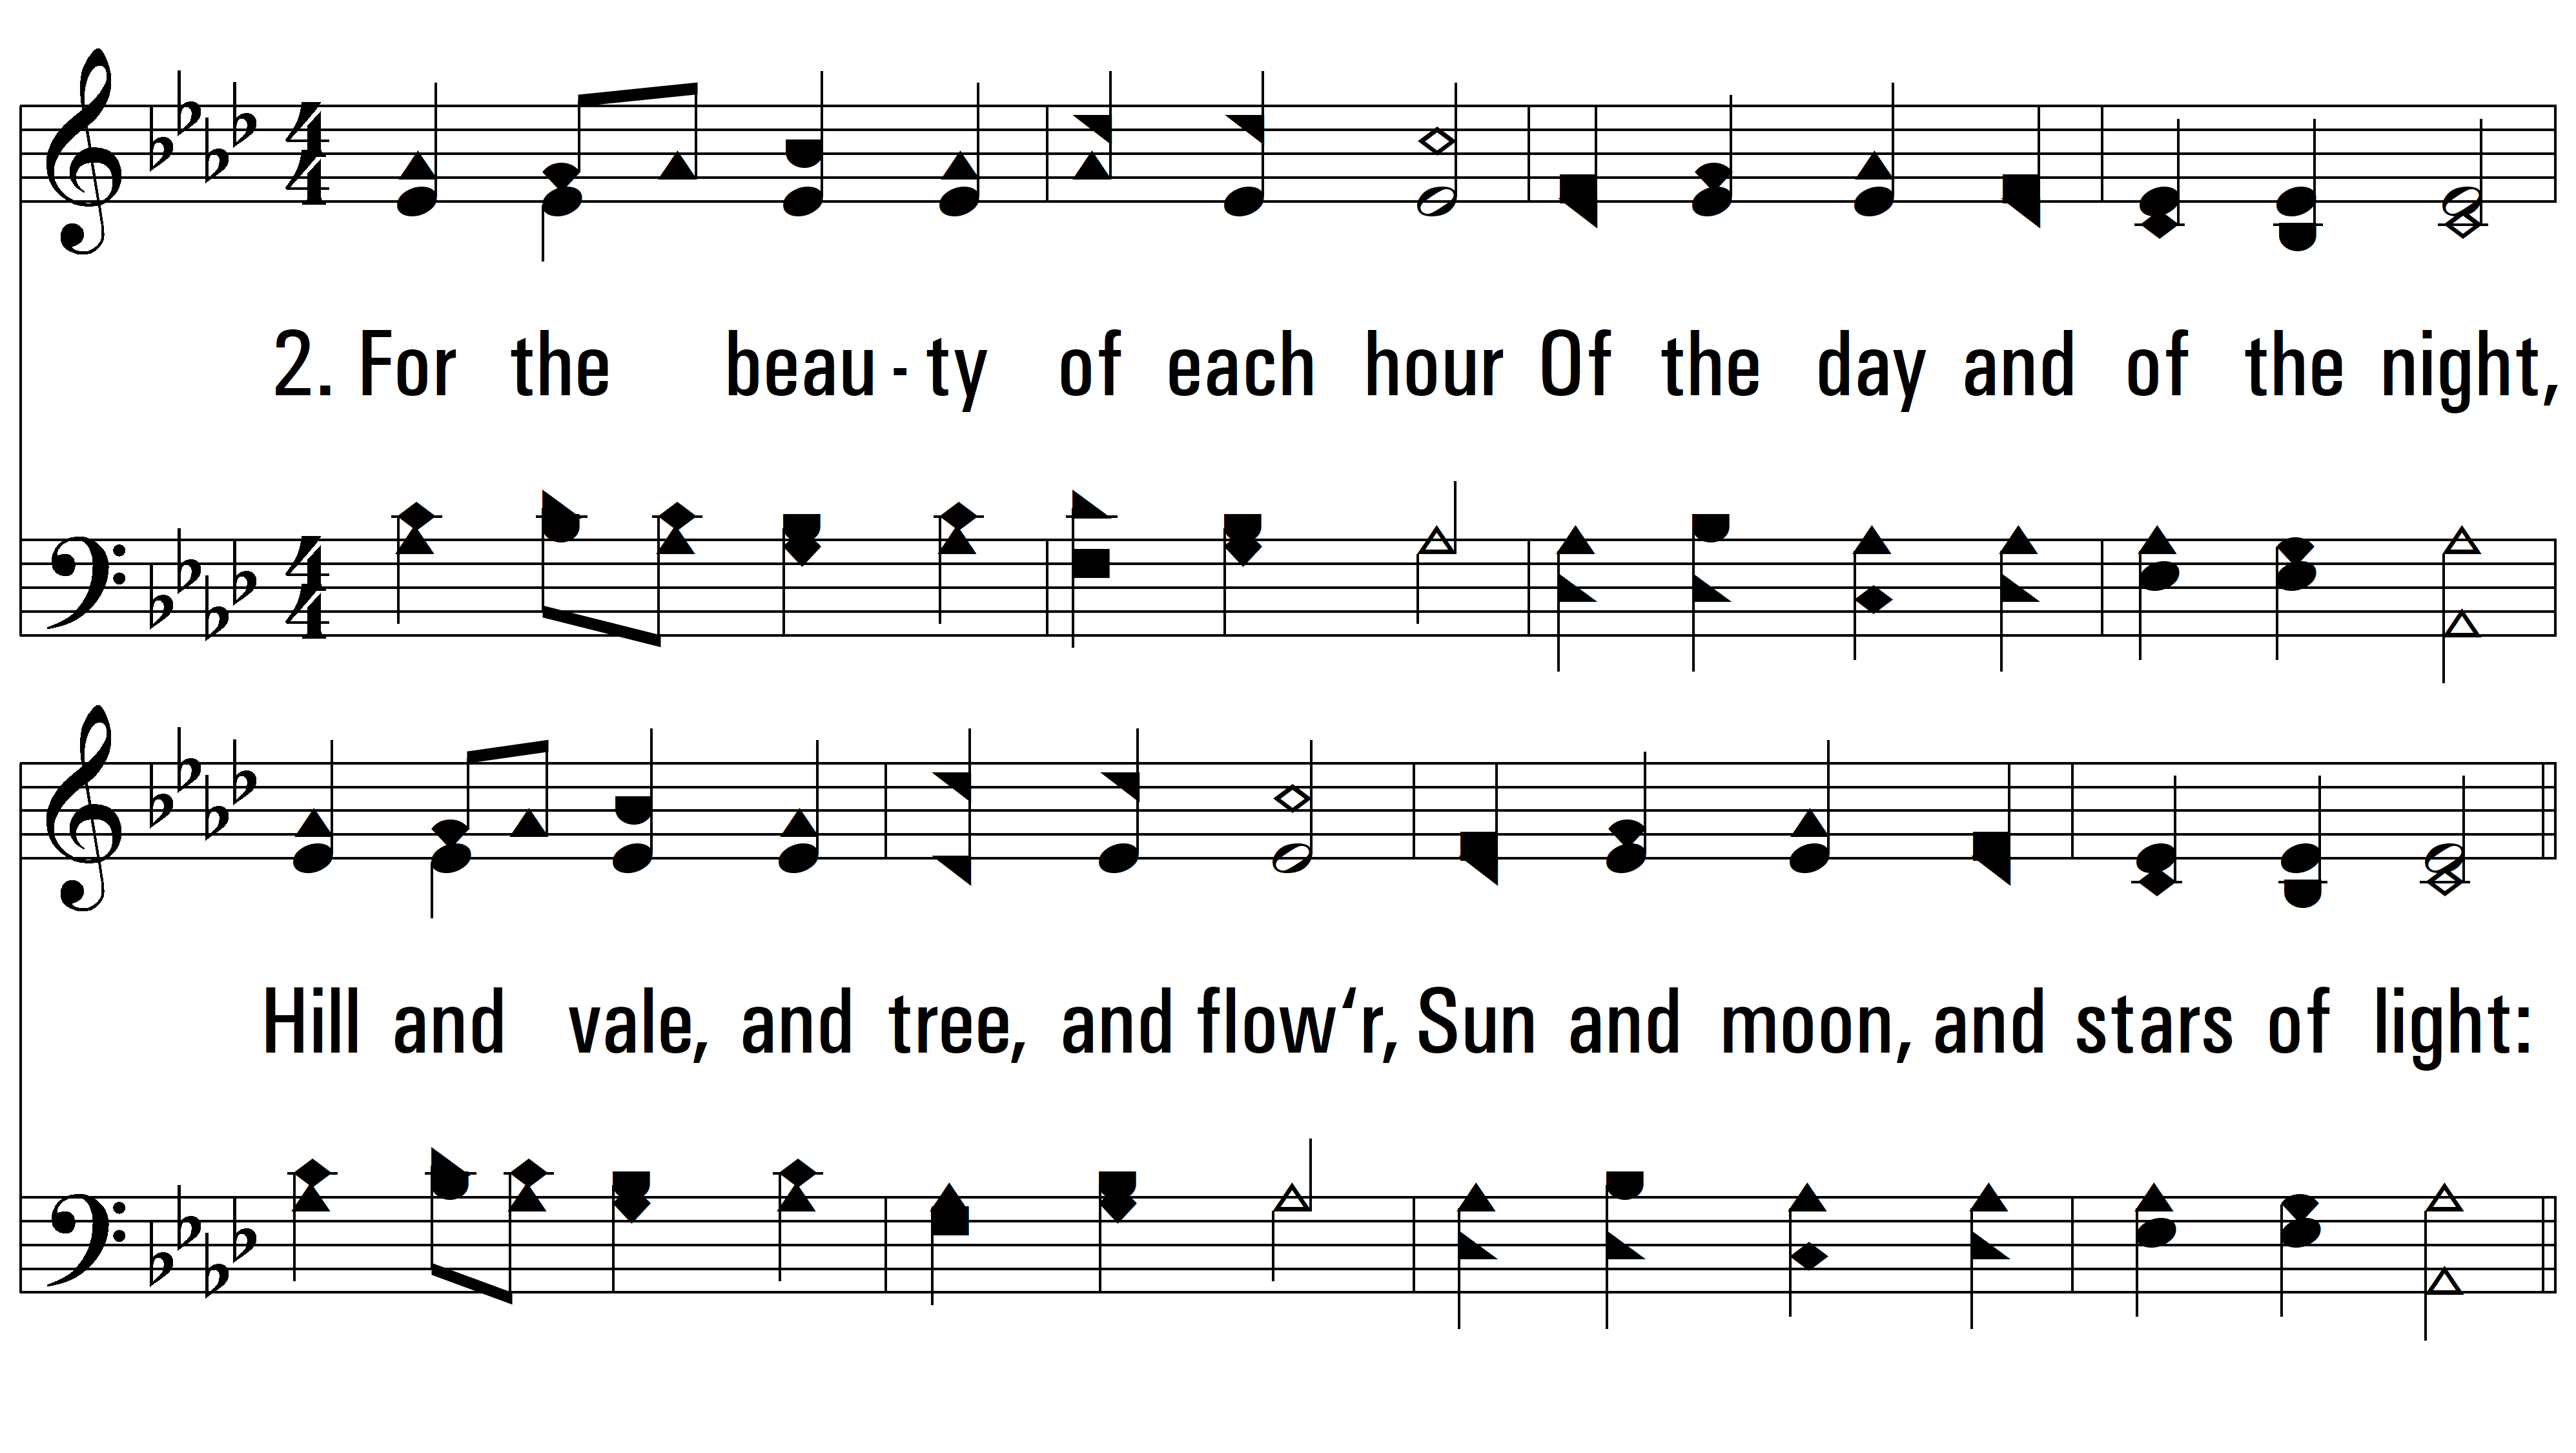 2. For the beau - ty of each hour Of the day and of the night,
Hill and vale, and tree, and flow‘r, Sun and moon, and stars of light: